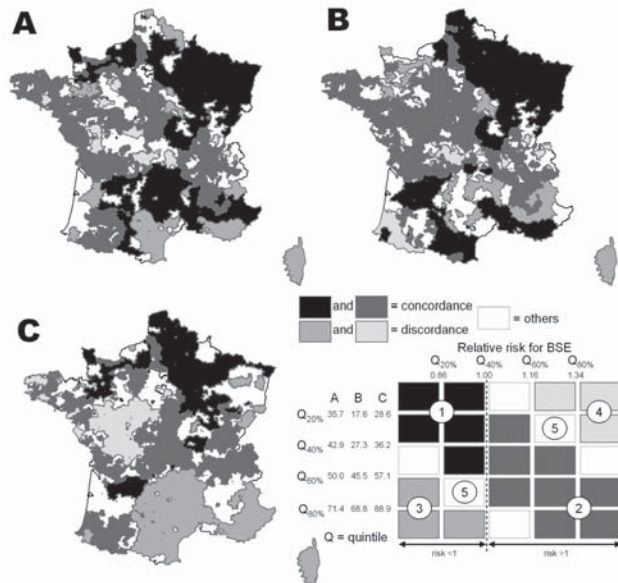 A
B
C
and = concordance = others
and = discordance
Relative risk for BSE
Q20% Q40% Q60% Q80%
0.86 1.00 1.16 1.34
A B C
Q20% 35.7 17.6 28.6
Q40% 42.9 27.3 36.2
Q60% 50.0 45.5 57.1
Q80% 71.4 68.8 88.9
1
4
5
5
3
2
Q = quintile
risk <1 risk >1